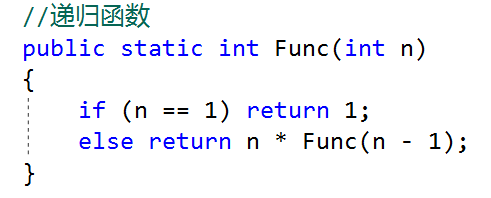 //递归函数
public static int Func(int n)
{
    if (n == 1) return 1;
    else return n * Func(n - 1);
}